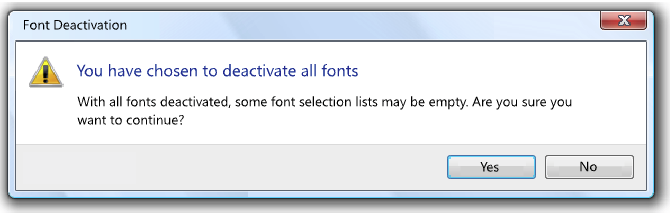 Font Deactivation
You have chosen to deactivate all fonts
With all fonts deactivated, some font selection lists may be empty. Are you sure you
want to continue?
Yes
No